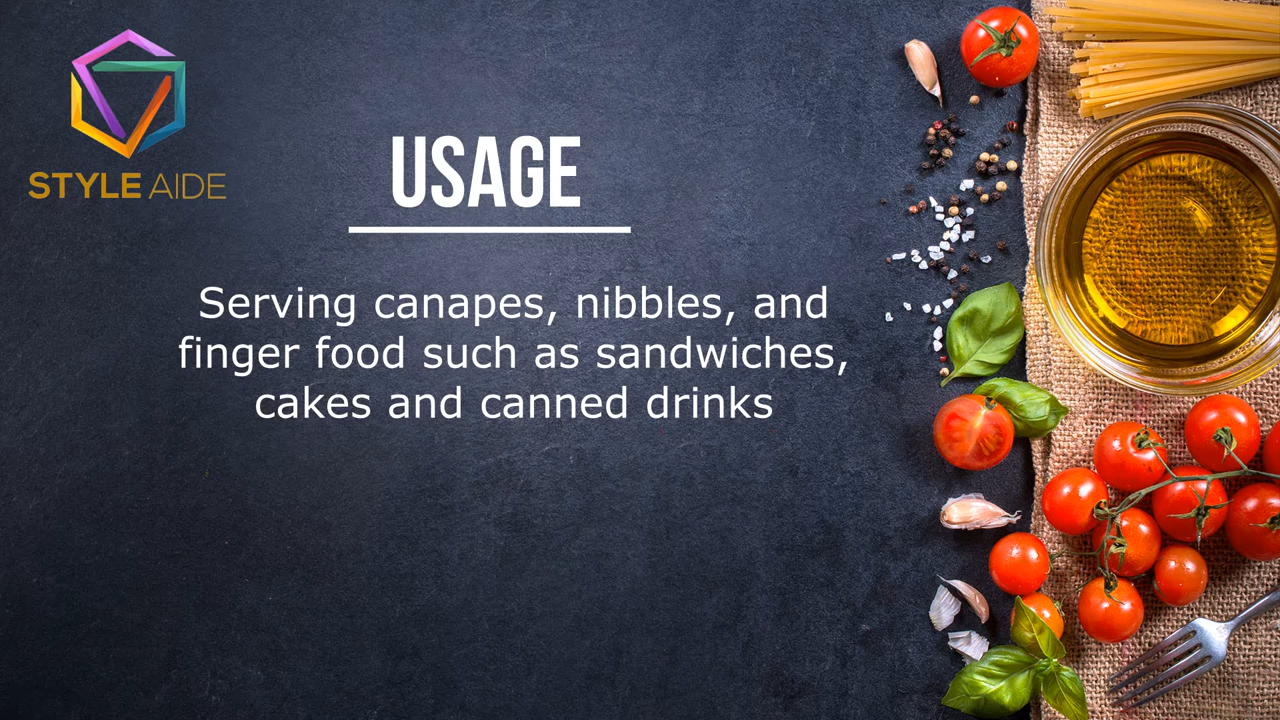 STYLE AIDE
USAGE
Serving canapes, nibbles, and
finger food such as sandwiches,
cakes and canned drinks